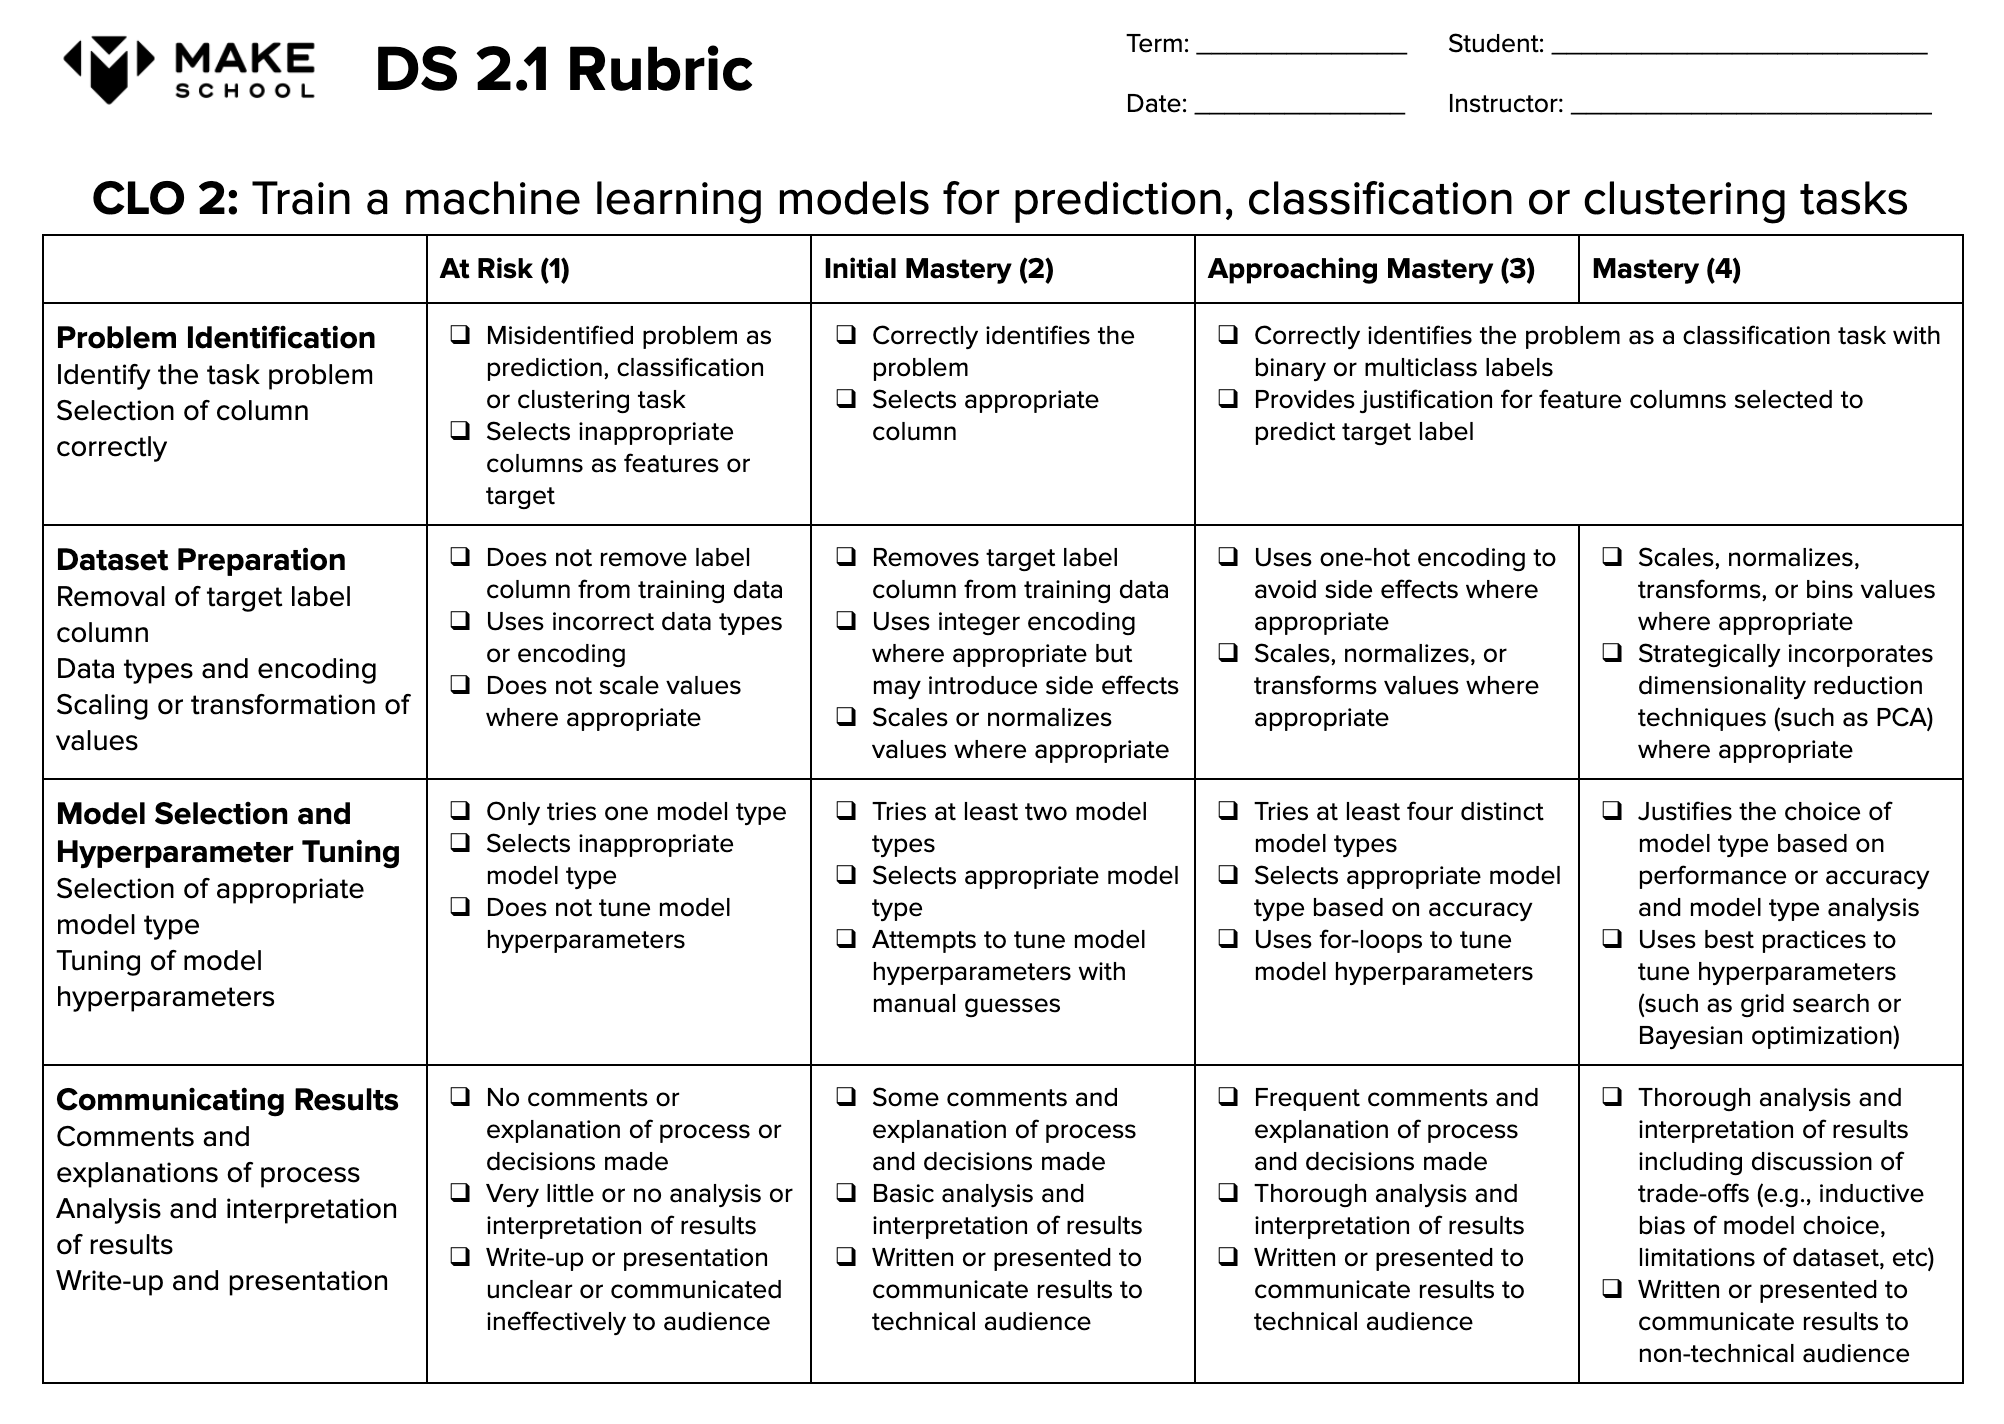 MAKE
SCHOOL
DS 2.1 Rubric
Term: _______________ Student: ___________________________
Date: _______________ Instructor: __________________________
CLO 2: Train a machine learning models for prediction, classification or clustering tasks
At Risk (1)
Initial Mastery (2)
Approaching Mastery (3)
Mastery (4)
Problem Identification
Identify the task problem
Selection of column
correctly
❏ Misidentified problem as
prediction, classification
or clustering task
❏ Selects inappropriate
columns as features or
target
❏ Correctly identifies the
problem
❏ Selects appropriate
column
❏ Correctly identifies the problem as a classification task with
binary or multiclass labels
❏ Provides justification for feature columns selected to
predict target label
Dataset Preparation
Removal of target label
column
Data types and encoding
Scaling or transformation of
values
❏ Does not remove label
column from training data
❏ Uses incorrect data types
or encoding
❏ Does not scale values
where appropriate
❏ Removes target label
column from training data
❏ Uses integer encoding
where appropriate but
may introduce side effects
❏ Scales or normalizes
values where appropriate
❏ Uses one-hot encoding to
avoid side effects where
appropriate
❏ Scales, normalizes, or
transforms values where
appropriate
❏ Scales, normalizes,
transforms, or bins values
where appropriate
❏ Strategically incorporates
dimensionality reduction
techniques (such as PCA)
where appropriate
Model Selection and
Hyperparameter Tuning
Selection of appropriate
model type
Tuning of model
hyperparameters
❏ Only tries one model type
❏ Selects inappropriate
model type
❏ Does not tune model
hyperparameters
❏ Tries at least two model
types
❏ Selects appropriate model
type
❏ Attempts to tune model
hyperparameters with
manual guesses
❏ Tries at least four distinct
model types
❏ Selects appropriate model
type based on accuracy
❏ Uses for-loops to tune
model hyperparameters
❏ Justifies the choice of
model type based on
performance or accuracy
and model type analysis
❏ Uses best practices to
tune hyperparameters
(such as grid search or
Bayesian optimization)
Communicating Results
Comments and
explanations of process
Analysis and interpretation
of results
Write-up and presentation
❏ No comments or
explanation of process or
decisions made
❏ Very little or no analysis or
interpretation of results
❏ Write-up or presentation
unclear or communicated
ineffectively to audience
❏ Some comments and
explanation of process
and decisions made
❏ Basic analysis and
interpretation of results
❏ Written or presented to
communicate results to
technical audience
❏ Frequent comments and
explanation of process
and decisions made
❏ Thorough analysis and
interpretation of results
❏ Written or presented to
communicate results to
technical audience
❏ Thorough analysis and
interpretation of results
including discussion of
trade-offs (e.g., inductive
bias of model choice,
limitations of dataset, etc)
❏ Written or presented to
communicate results to
non-technical audience